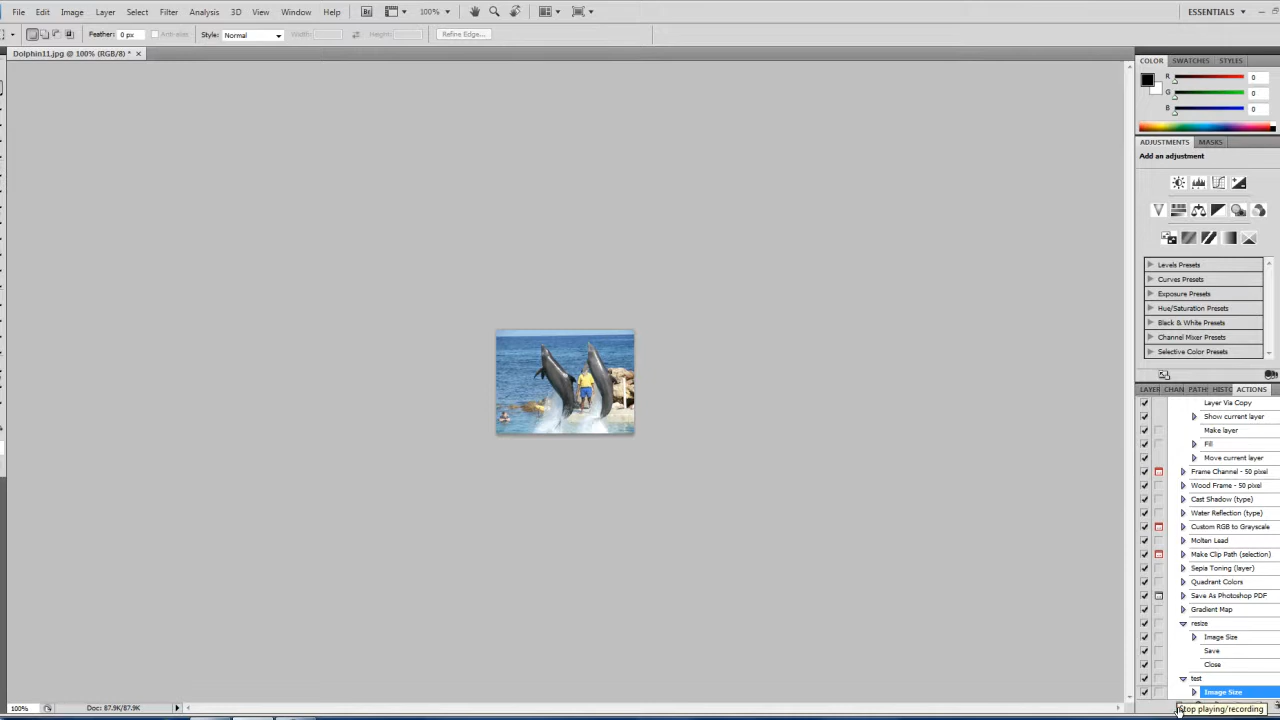 File Edit Image Layer Select Filter Analysis 3D View Window Help 100% ESSENTIALS
Feather: 0 px Anti-alias Style: Normal Width: Height: Refine Edge...
Dolphin11.jpg @ 100% (RGB/8) *
COLOR SWATCHES STYLES
R 0
G 0
B 0
ADJUSTMENTS MASKS
Add an adjustment
Levels Presets
Curves Presets
Exposure Presets
Hue/Saturation Presets
Black & White Presets
Channel Mixer Presets
Selective Color Presets
LAYER CHAN PATHS HISTO ACTIONS
Layer Via Copy
Show current layer
Make layer
Fill
Move current layer
Frame Channel - 50 pixel
Wood Frame - 50 pixel
Cast Shadow (type)
Water Reflection (type)
Custom RGB to Grayscale
Molten Lead
Make Clip Path (selection)
Sepia Toning (layer)
Quadrant Colors
Save As Photoshop PDF
Gradient Map
resize
Image Size
Save
Close
test
Image Size
Stop playing/recording
100% Doc: 87.9K/87.9K